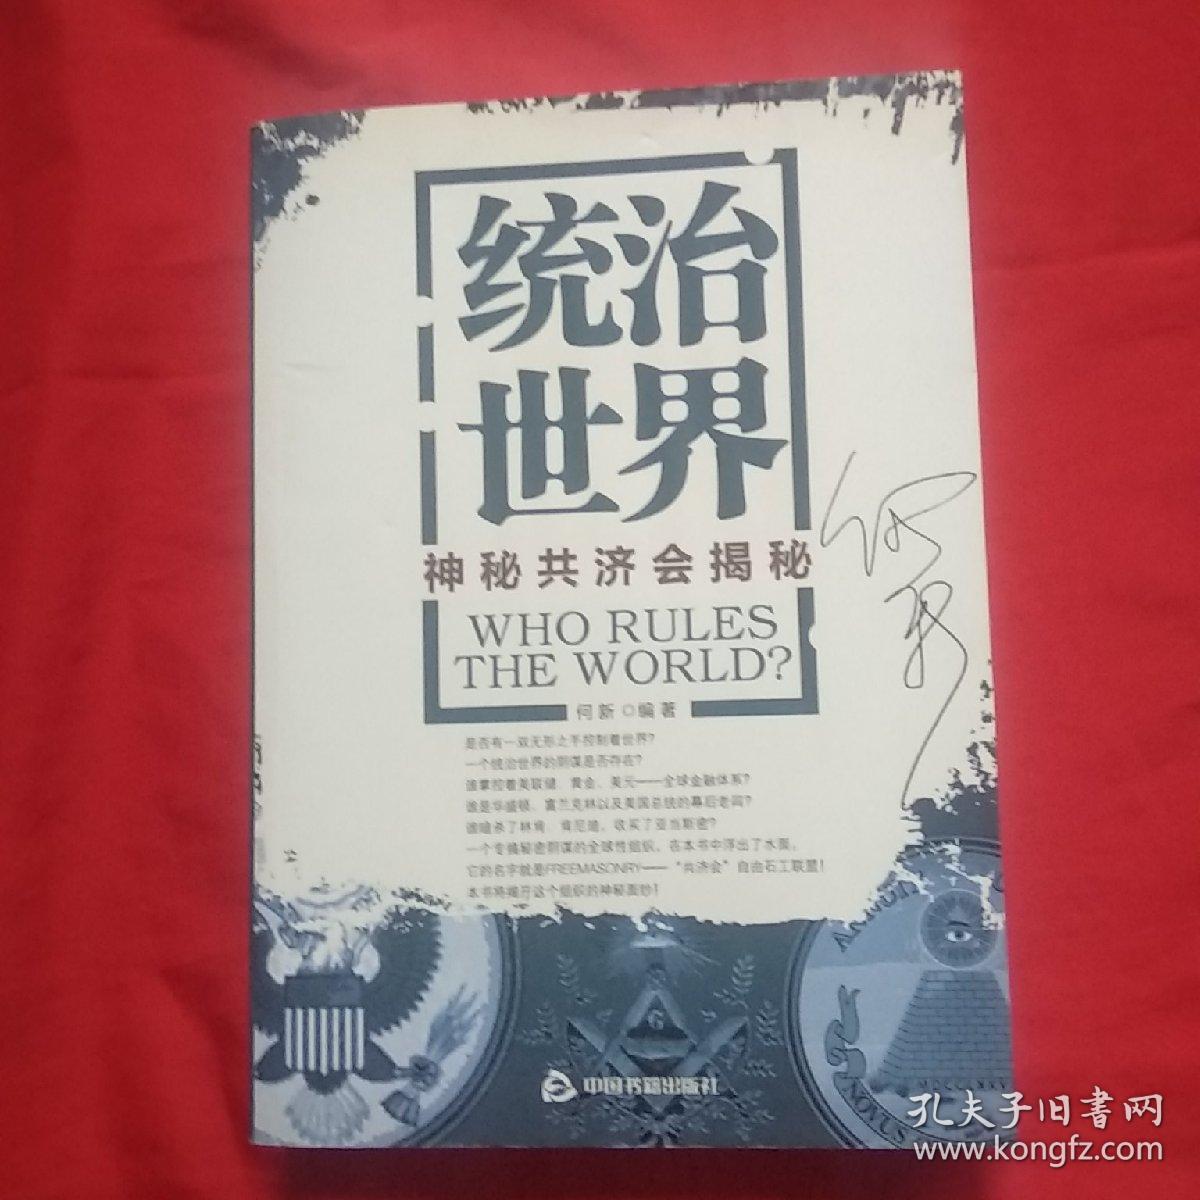 统治
世界
神秘共济会揭秘
WHO RULES
THE WORLD?
何新◎编著
是否有一双无形之手控制着世界?
一个统治世界的阴谋是否存在?
谁掌控着美联储、黄金、美元——全球金融体系?
谁是华盛顿、富兰克林以及美国总统的幕后老闆?
谁暗杀了林肯、肯尼迪,收买了亚当斯密?
一个专搞秘密阴谋的全球性组织,在本书中浮出了水面,
它的名字就是FREEMASONRY——“共济会”自由石工联盟!
本书将揭开这个组织的神秘面纱!
何新
ANNUIT
MDCCLXXV
NOVUS
中国书籍出版社
孔夫子旧書网
www.kongfz.com